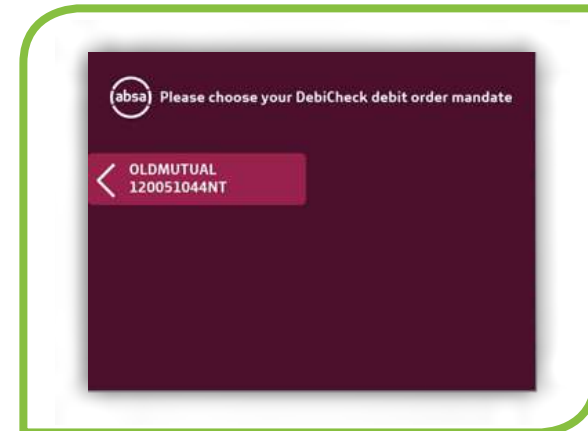 absa Please choose your DebiCheck debit order mandate
OLDMUTUAL
120051044NT